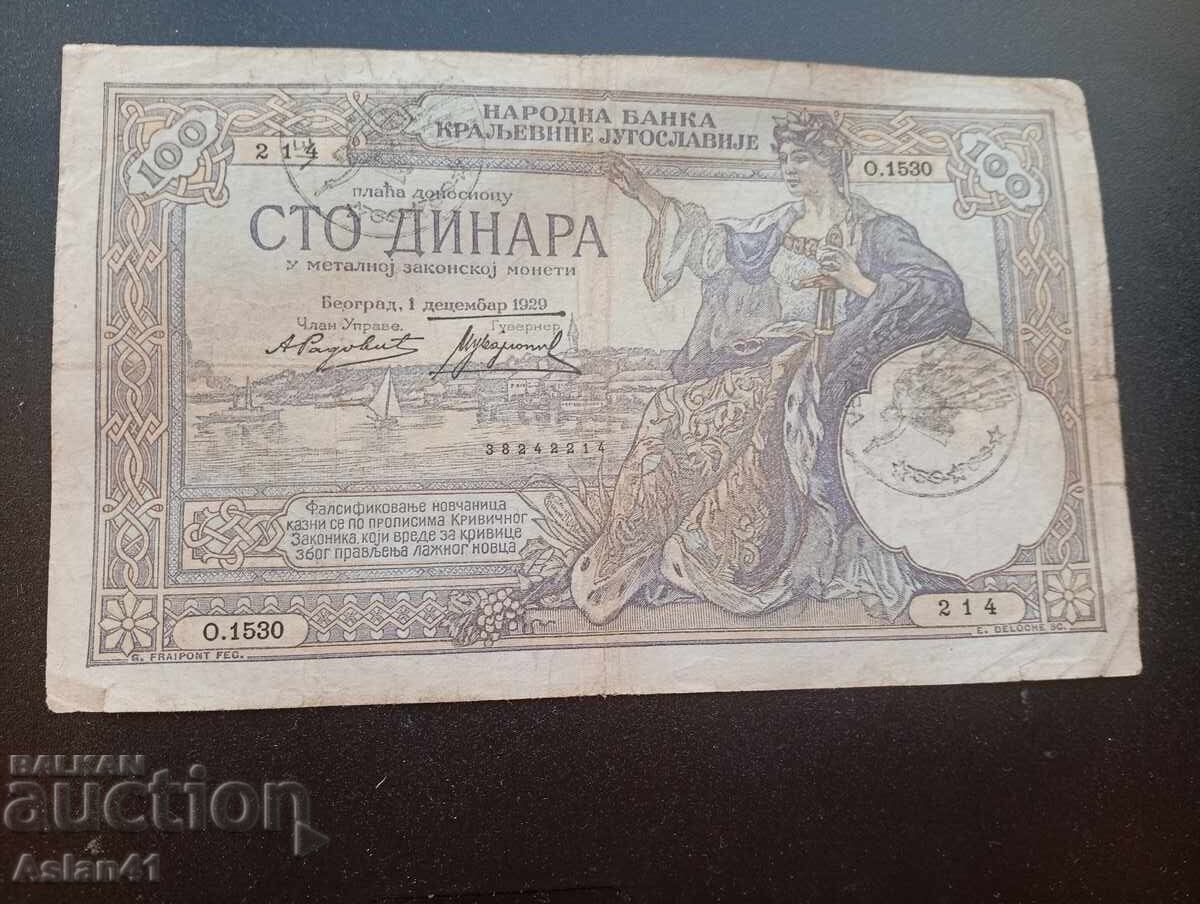 НАРОДНА БАНКА
КРАЉЕВИНЕ ЈУГОСЛАВИЈЕ
100
214
О.1530
100
плаћа доносиоцу
СТО ДИНАРА
У МЕТАЛНОЈ ЗАКОНСКОЈ МОНЕТИ
Београд, 1 децембар 1929
Члан Управе.
Гувернер
А Радовић
38242214
Фалсификовање новчаница
казни се по прописима Кривичног
Законика, који вреде за кривице
због прављења лажног новца
О.1530
214
G. FRAIPONT FEC.
E. DELOCHE SC.
BALKAN
auction
Aslan41